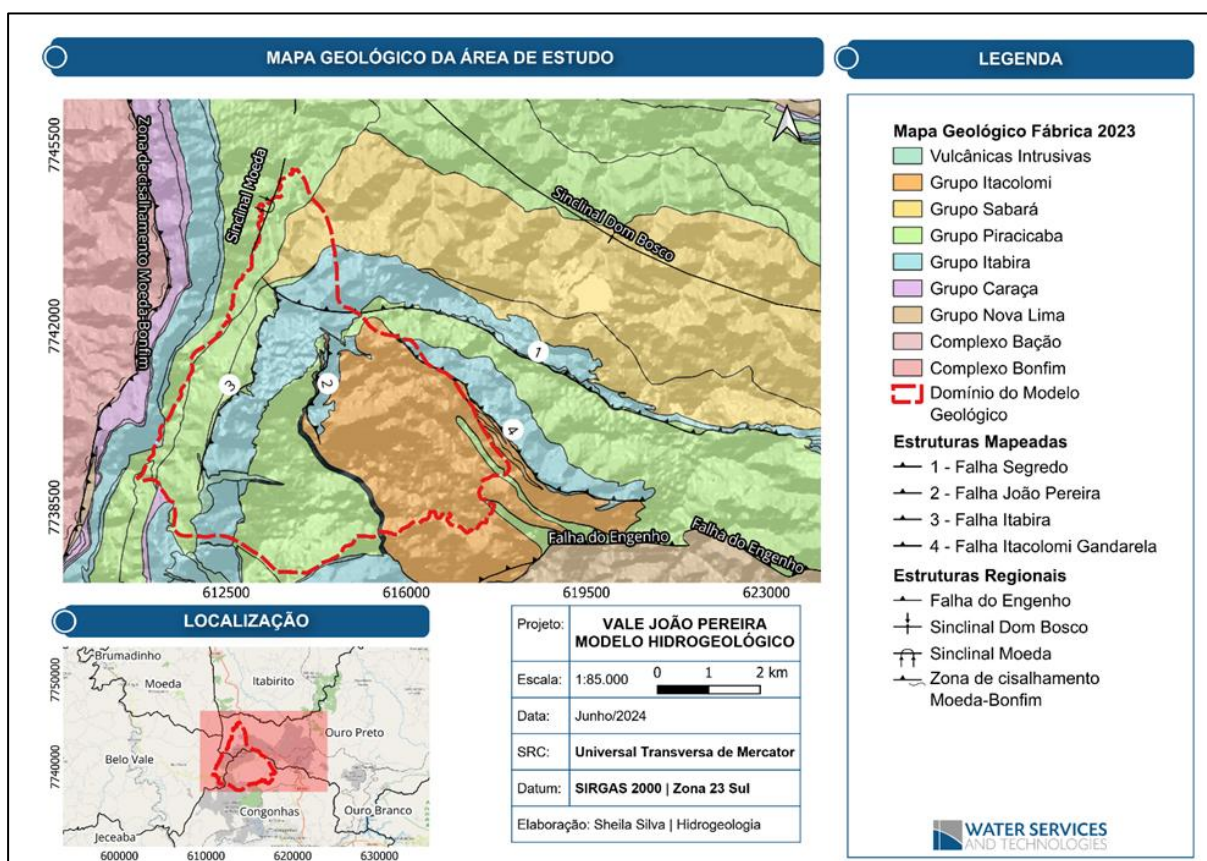 MAPA GEOLÓGICO DA ÁREA DE ESTUDO
7745500
7742000
7738500
Zona de cisalhamento Moeda-Bonfim
Sinclinal Moeda
Sinclinal Dom Bosco
1
2
3
4
Falha do Engenho
Falha do Engenho
612500
616000
619500
623000
LEGENDA
Mapa Geológico Fábrica 2023
Vulcânicas Intrusivas
Grupo Itacolomi
Grupo Sabará
Grupo Piracicaba
Grupo Itabira
Grupo Caraça
Grupo Nova Lima
Complexo Bação
Complexo Bonfim
Domínio do Modelo
Geológico
Estruturas Mapeadas
1 - Falha Segredo
2 - Falha João Pereira
3 - Falha Itabira
4 - Falha Itacolomi Gandarela
Estruturas Regionais
Falha do Engenho
Sinclinal Dom Bosco
Sinclinal Moeda
Zona de cisalhamento
Moeda-Bonfim
WATER SERVICES
AND TECHNOLOGIES
LOCALIZAÇÃO
7750000
7740000
Brumadinho
Moeda
Itabirito
Ouro Preto
Belo Vale
Congonhas
Ouro Branco
Jeceaba
600000
610000
620000
630000
Projeto:
VALE JOÃO PEREIRA
MODELO HIDROGEOLÓGICO
Escala:
1:85.000
0 1 2 km
Data:
Junho/2024
SRC:
Universal Transversa de Mercator
Datum:
SIRGAS 2000 | Zona 23 Sul
Elaboração: Sheila Silva | Hidrogeologia